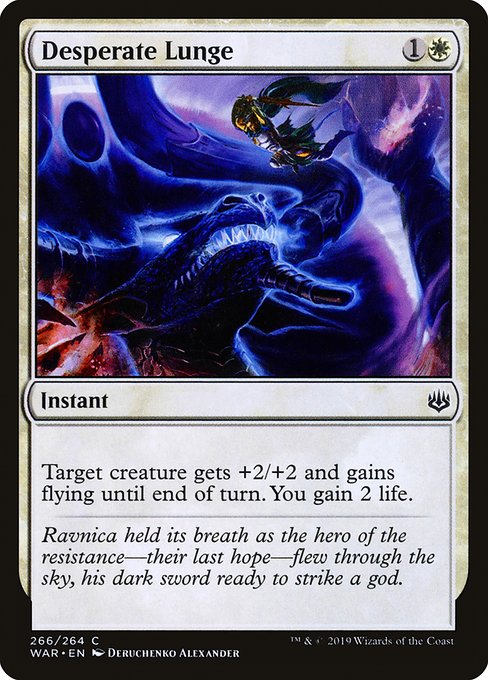 Desperate Lunge 1
Instant
Target creature gets +2/+2 and gains
flying until end of turn. You gain 2 life.
Ravnica held its breath as the hero of the
resistance—their last hope—flew through the
sky, his dark sword ready to strike a god.
266/264 C
™ & © 2019 Wizards of the Coast
WAR • EN Deruchenko Alexander